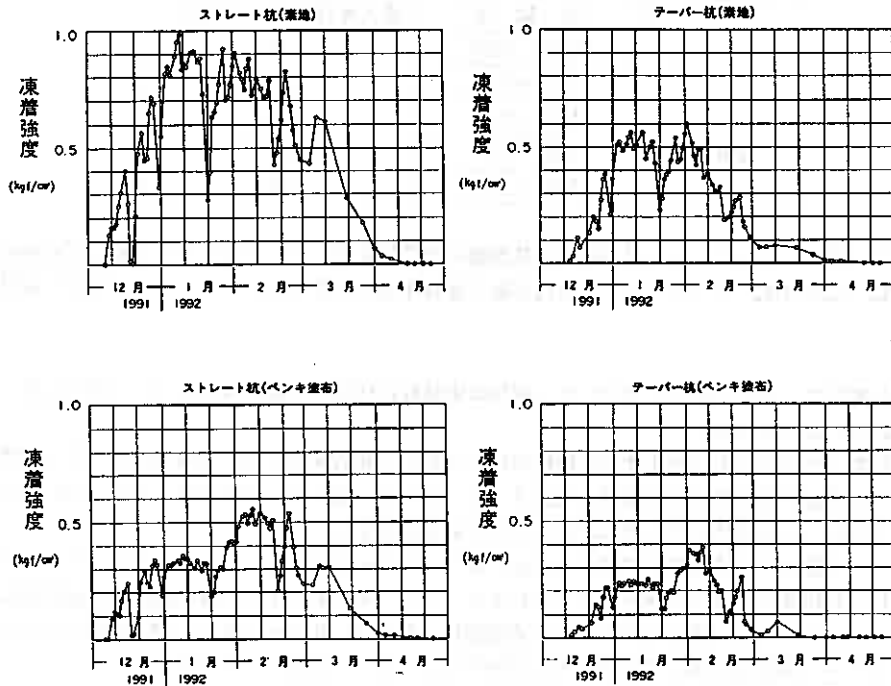 ストレート杭(素地)
1.0
0.5
凍着強度
(kgf/㎠)
12 月 1 月 2 月 3 月 4 月
1991 1992
テーパー杭(素地)
1.0
0.5
凍着強度
(kgf/㎠)
12 月 1 月 2 月 3 月 4 月
1991 1992
ストレート杭(ペンキ塗布)
1.0
0.5
凍着強度
(kgf/㎠)
12 月 1 月 2 月 3 月 4 月
1991 1992
テーパー杭(ペンキ塗布)
1.0
0.5
凍着強度
(kgf/㎠)
12 月 1 月 2 月 3 月 4 月
1991 1992